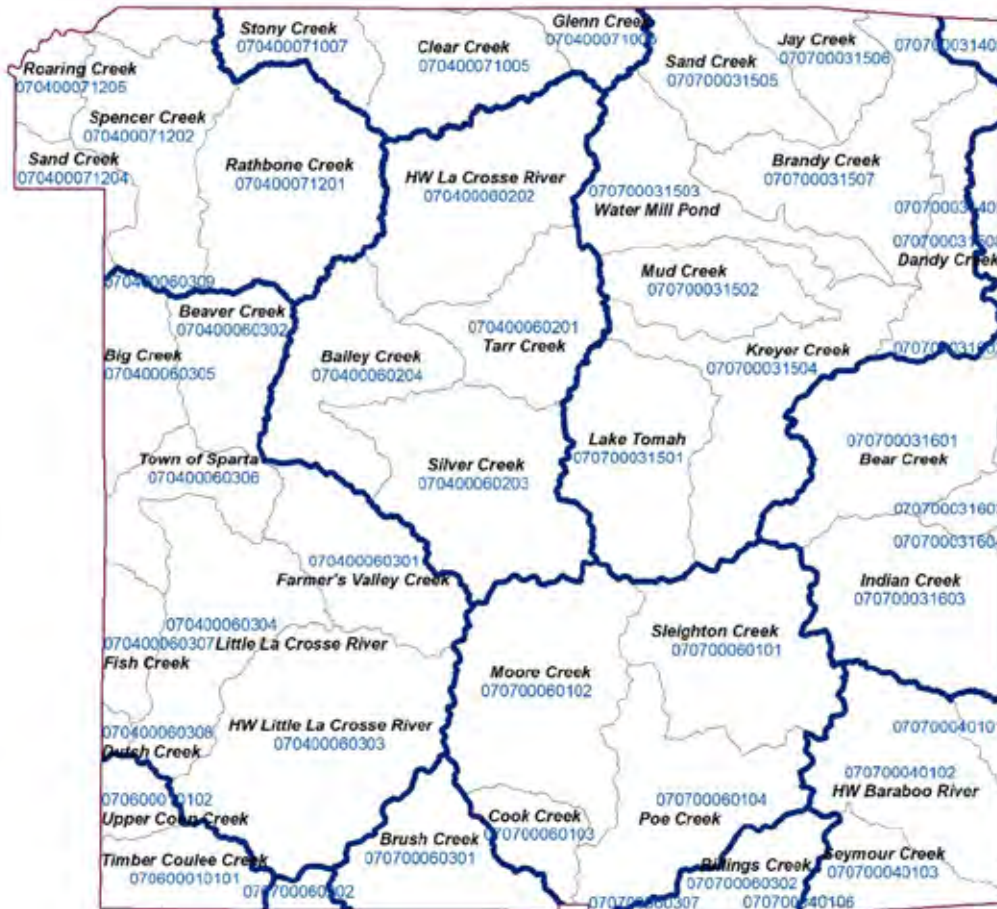 Stony Creek
070400071007
Clear Creek
070400071005
Glenn Creek
Sand Creek
070700031505
Jay Creek
070700031506
Roaring Creek
070400071205
Spencer Creek
070400071202
Sand Creek
070400071204
Rathbone Creek
070400071201
HW La Crosse River
070400060202
070700031503
Water Mill Pond
Brandy Creek
070700031507
Dandy Creek
Mud Creek
070700031502
070400060309
Beaver Creek
070400060302
Big Creek
070400060305
Bailey Creek
070400060204
070400060201
Tarr Creek
Kreyer Creek
070700031504
Town of Sparta
070400060306
Silver Creek
070400060203
Lake Tomah
070700031501
070700031601
Bear Creek
070400060301
Farmer's Valley Creek
Indian Creek
070700031603
070400060304
Little La Crosse River
070400060307
Fish Creek
Moore Creek
070700060102
Sleighton Creek
070700060101
HW Little La Crosse River
070400060303
070400060308
Dutch Creek
07070004010
070700040102
HW Baraboo River
070600010102
Upper Coon Creek
Timber Coulee Creek
070600010101
Brush Creek
070700060301
Cook Creek
070700060103
070700060104
Poe Creek
Billings Creek
070700060302
Seymour Creek
070700040103
070700040106